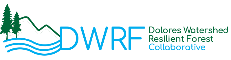 DWRF
Dolores Watershed
Resilient Forest
Collaborative